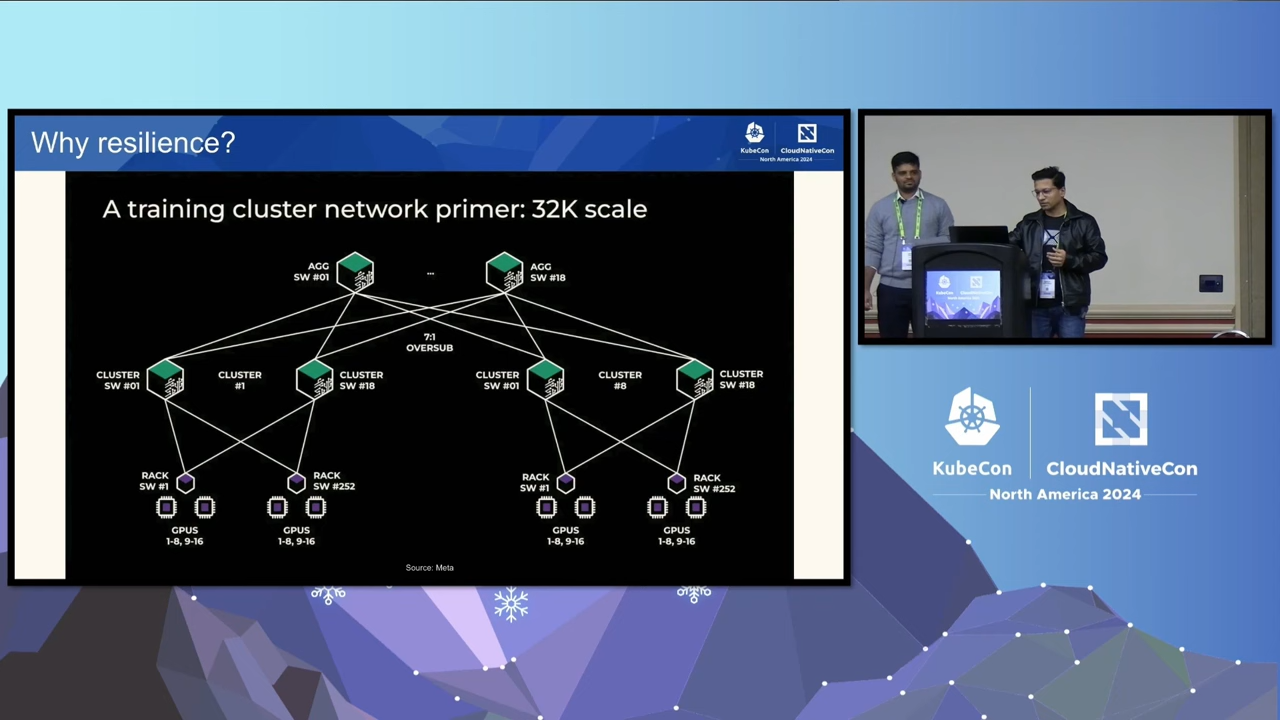 Why resilience?
KubeCon
CloudNativeCon
North America 2024
A training cluster network primer: 32K scale
AGG
SW #01
...
AGG
SW #18
7:1
OVERSUB
CLUSTER
SW #01
CLUSTER
#1
CLUSTER
SW #18
CLUSTER
SW #01
CLUSTER
#8
CLUSTER
SW #18
RACK
SW #1
RACK
SW #252
RACK
SW #1
RACK
SW #252
GPUS
1-8, 9-16
GPUS
1-8, 9-16
GPUS
1-8, 9-16
GPUS
1-8, 9-16
Source: Meta
KubeCon
CloudNativeCon
North America 2024